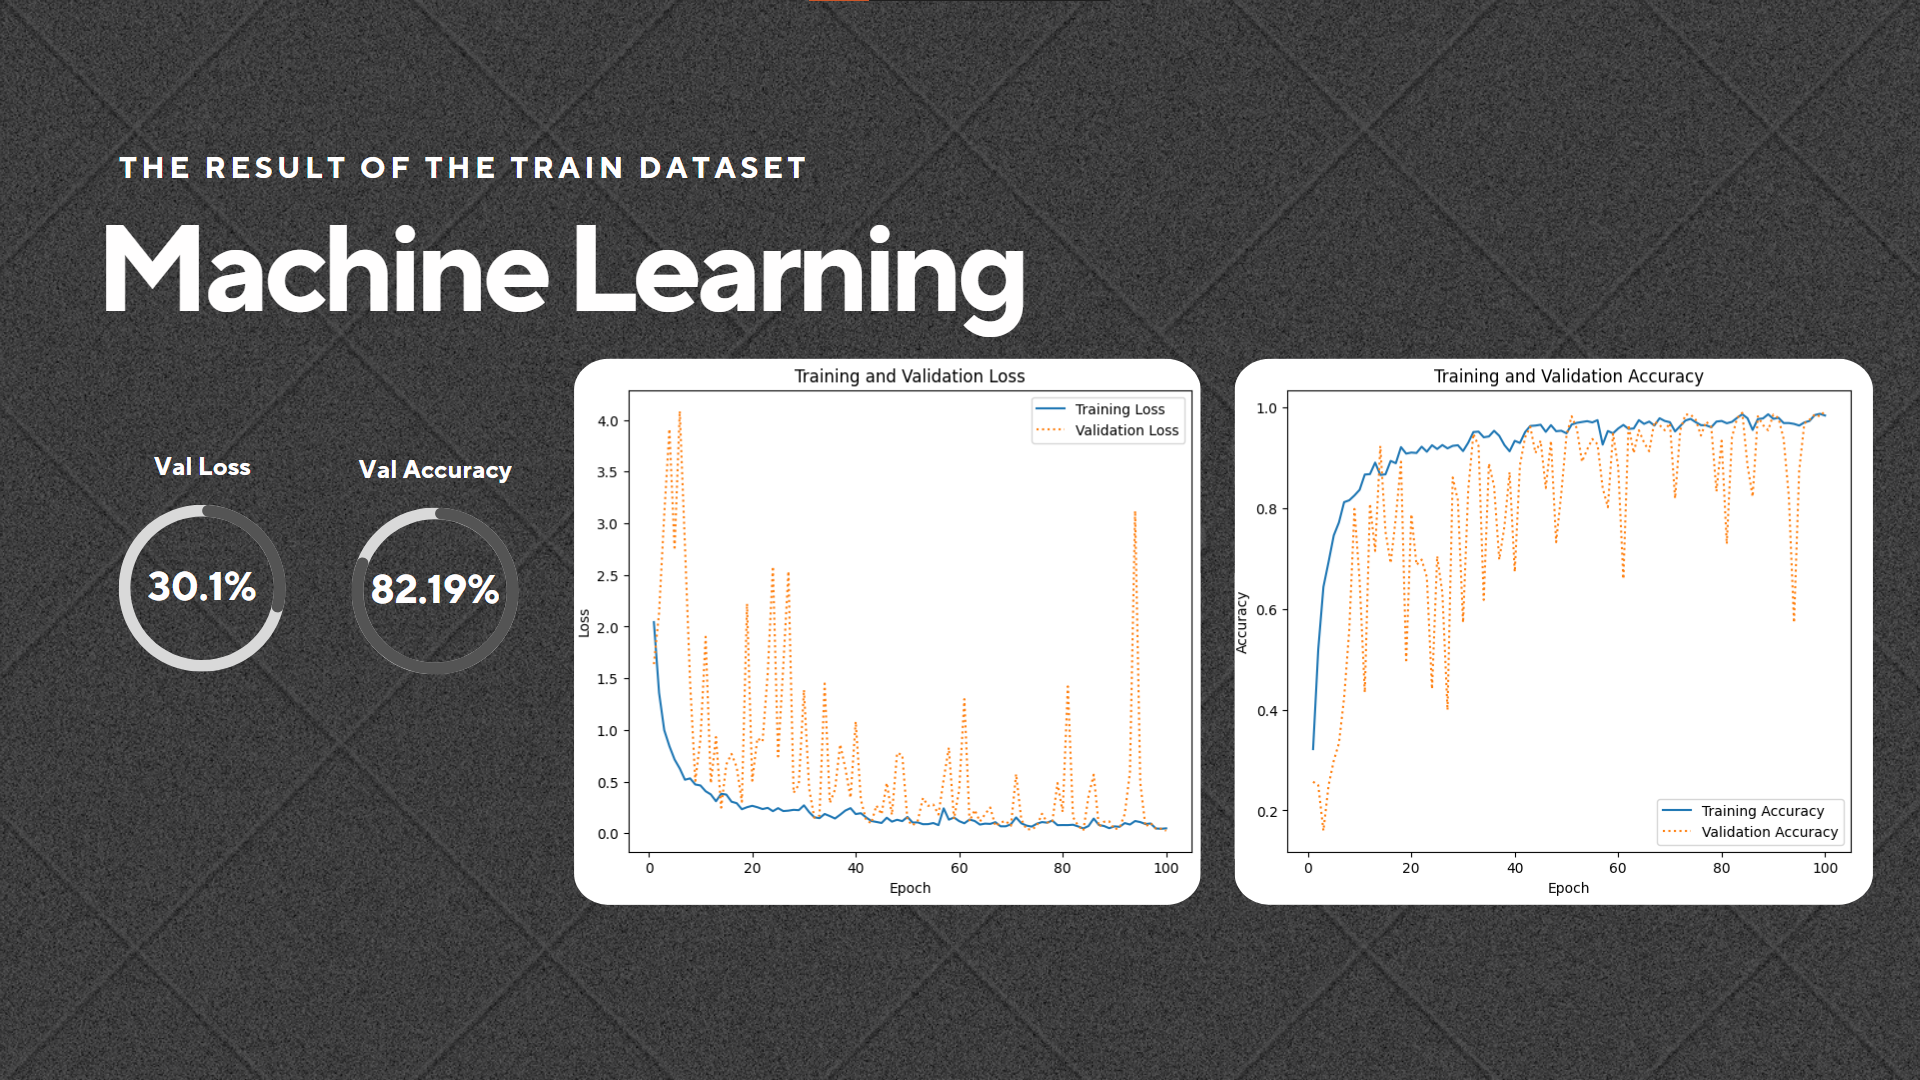 THE RESULT OF THE TRAIN DATASET
Machine Learning
Val Loss
30.1%
Val Accuracy
82.19%
Training and Validation Loss
Training Loss
Validation Loss
4.0
3.5
3.0
2.5
2.0
1.5
1.0
0.5
0.0
Loss
0 20 40 60 80 100
Epoch
Training and Validation Accuracy
1.0
0.8
0.6
0.4
0.2
Accuracy
Training Accuracy
Validation Accuracy
0 20 40 60 80 100
Epoch